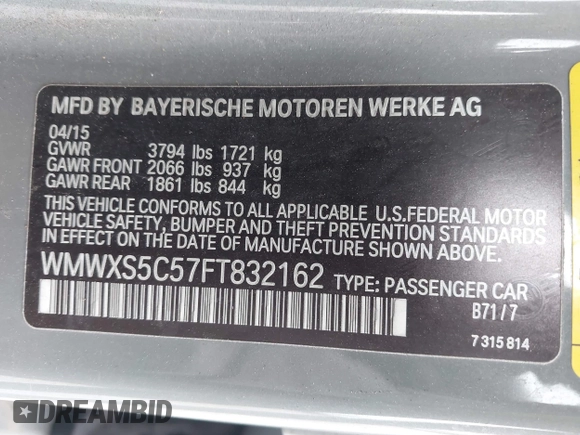 MFD BY BAYERISCHE MOTOREN WERKE AG
04/15
GVWR 3794 lbs 1721 kg
GAWR FRONT 2066 lbs 937 kg
GAWR REAR 1861 lbs 844 kg
THIS VEHICLE CONFORMS TO ALL APPLICABLE U.S.FEDERAL MOTOR
VEHICLE SAFETY, BUMPER AND THEFT PREVENTION STANDARDS
IN EFFECT ON THE DATE OF MANUFACTURE SHOWN ABOVE.
WMWXS5C57FT832162 TYPE: PASSENGER CAR
B71/7
7 315 814
DREAMBID